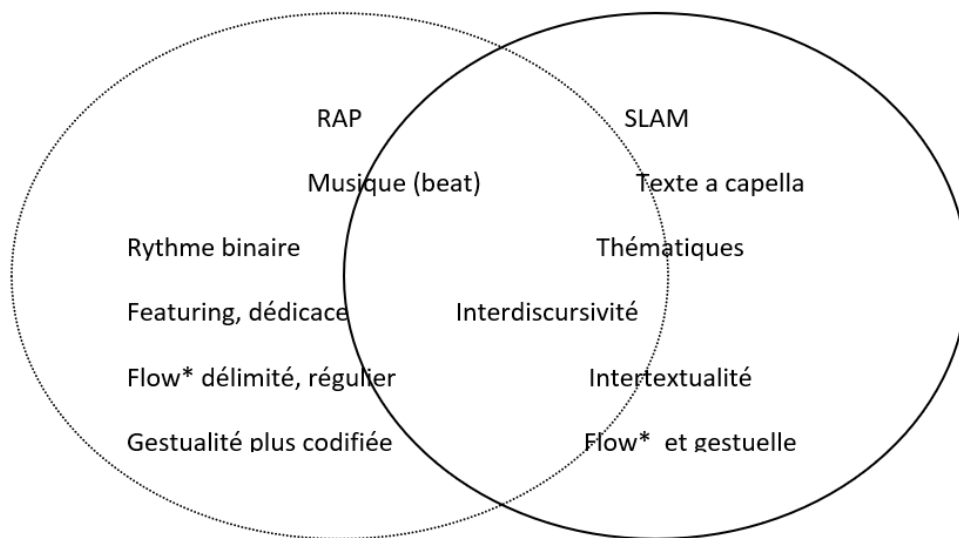 RAP SLAM
Musique (beat) Texte a capella
Rythme binaire Thématiques
Featuring, dédicace Interdiscursivité
Flow* délimité, régulier Intertextualité
Gestualité plus codifiée Flow* et gestuelle